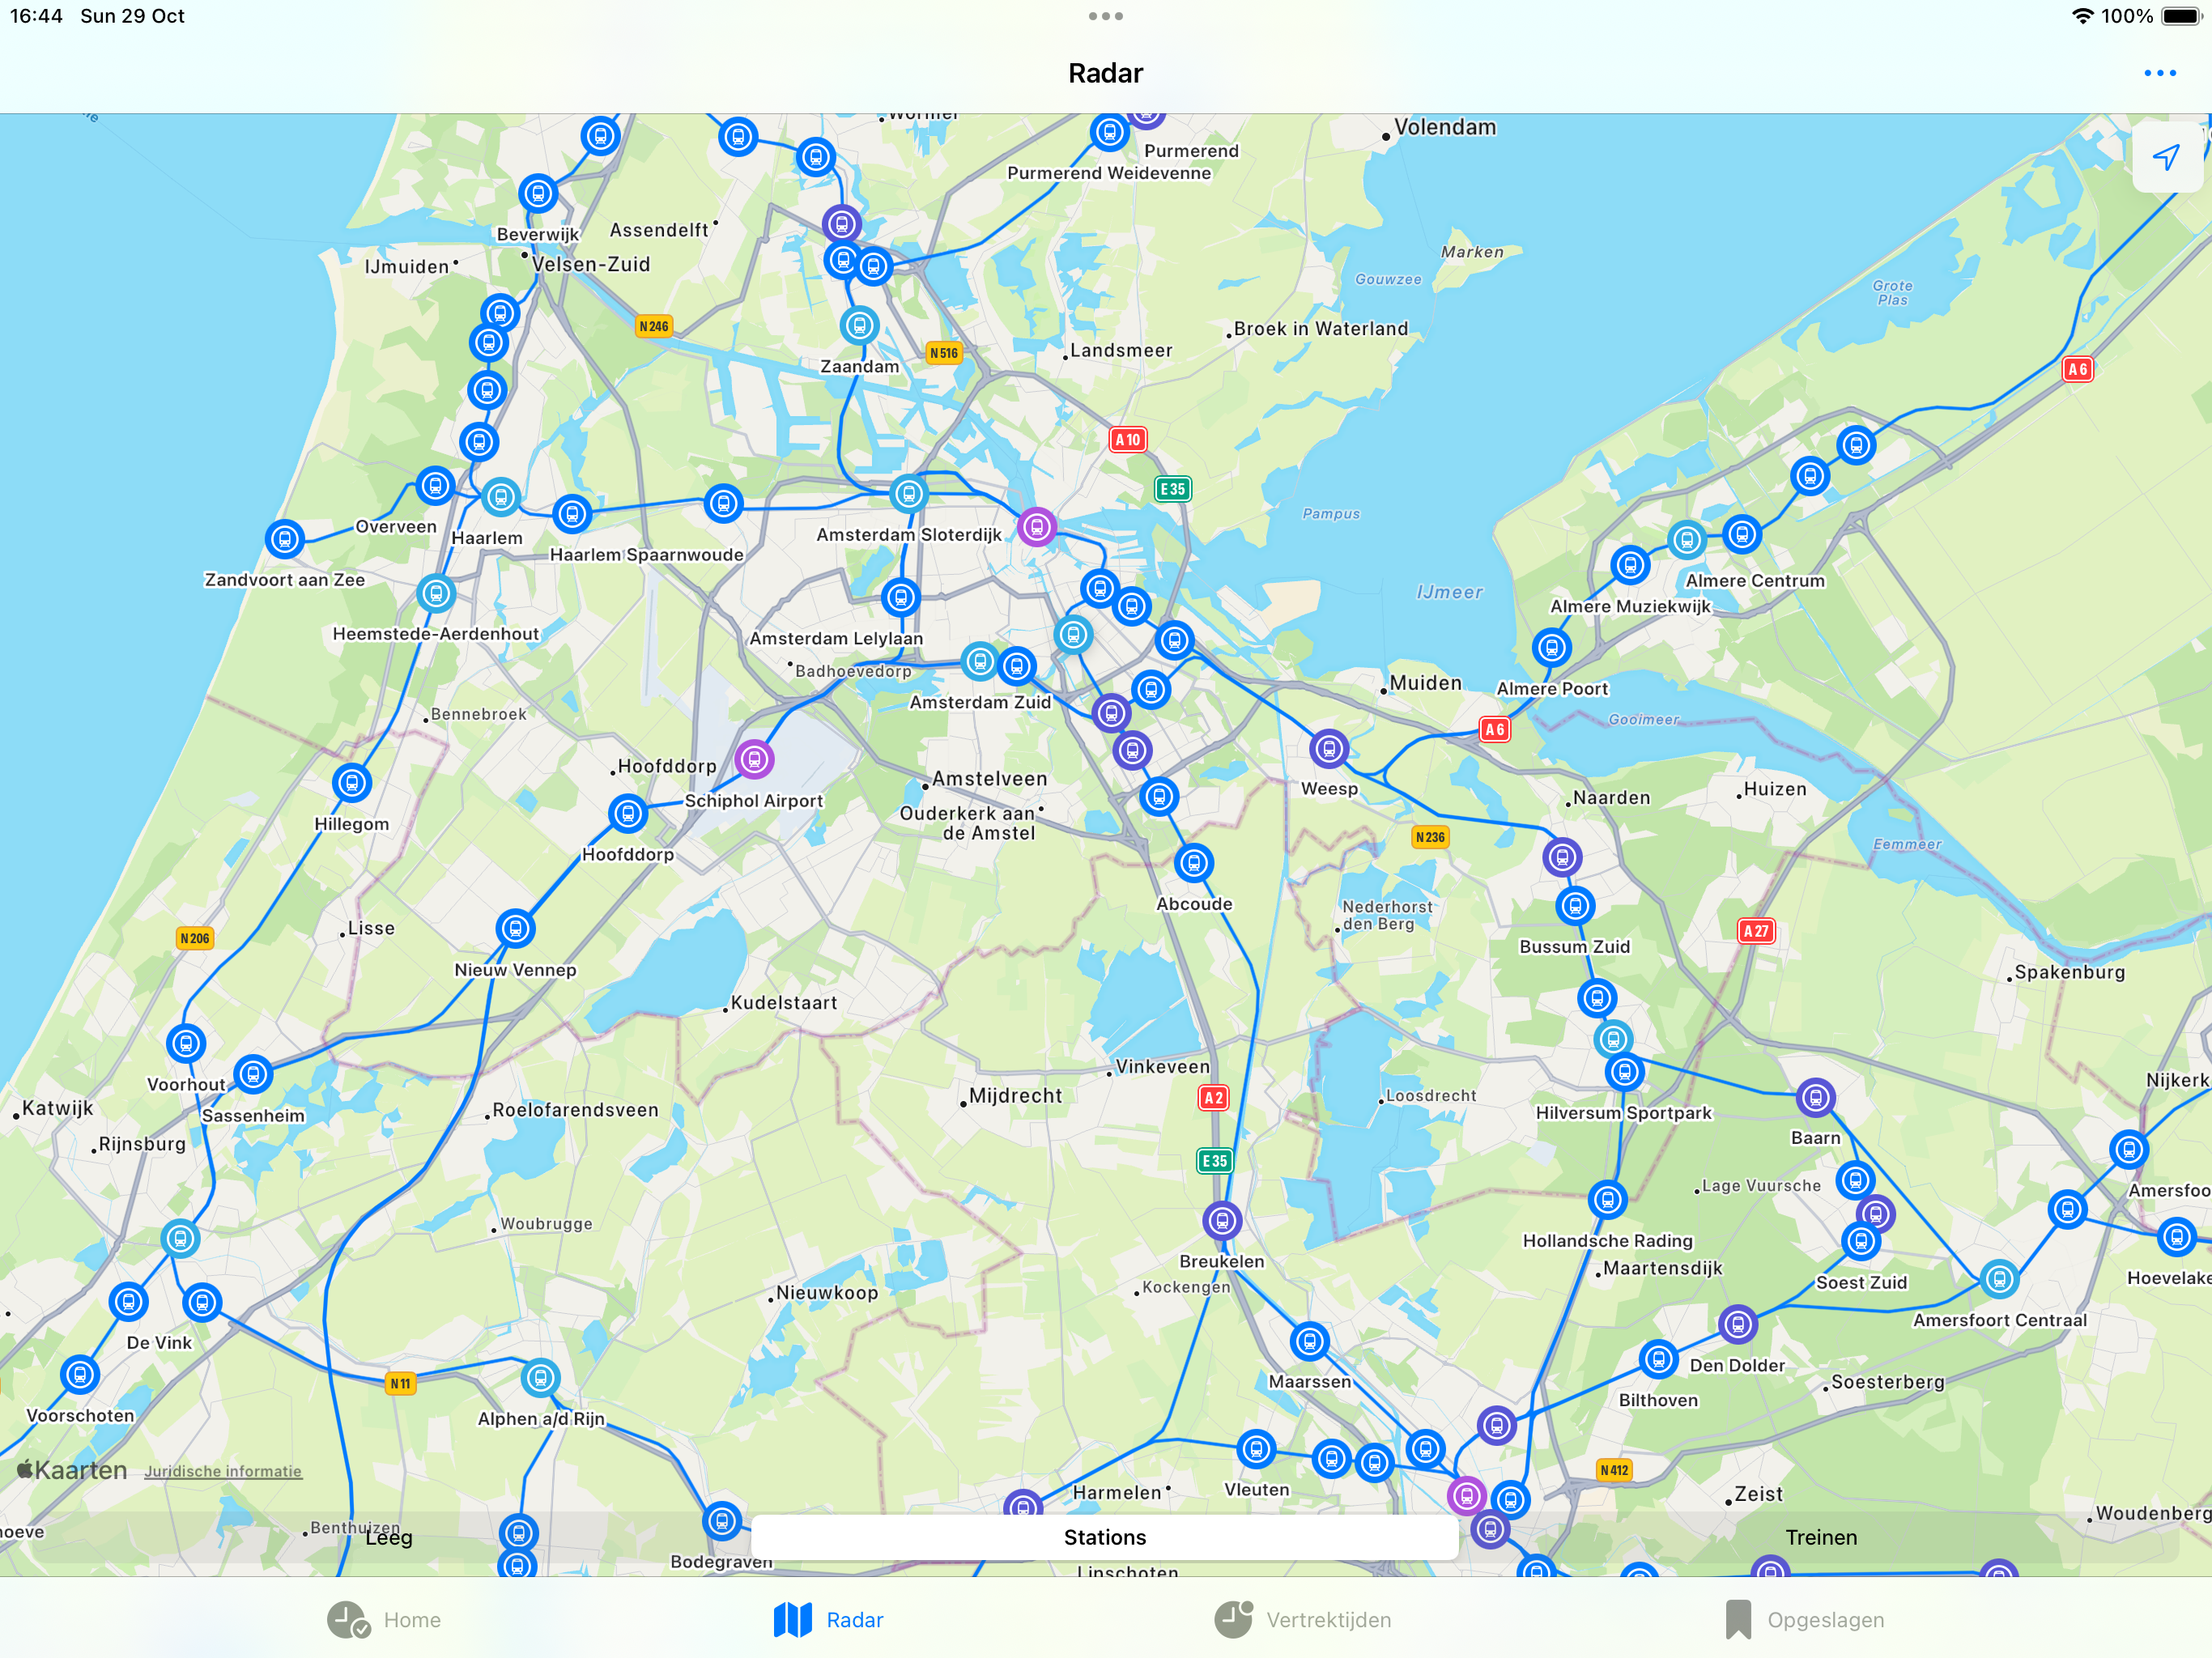 16:44 Sun 29 Oct
100%
Radar
Wormer
Volendam
Purmerend
Purmerend Weidevenne
Beverwijk
Assendelft
IJmuiden
Velsen-Zuid
Marken
Gouwzee
Grote
Plas
N246
Broek in Waterland
Landsmeer
N516
Zaandam
A6
A10
E35
Pampus
Overveen
Haarlem
Amsterdam Sloterdijk
Haarlem Spaarnwoude
Zandvoort aan Zee
Almere Centrum
IJmeer
Almere Muziekwijk
Heemstede-Aerdenhout
Amsterdam Lelylaan
Badhoevedorp
Muiden
Almere Poort
Amsterdam Zuid
Bennebroek
Gooimeer
A6
Hoofddorp
Amstelveen
Weesp
Huizen
Naarden
Schiphol Airport
Ouderkerk aan
de Amstel
Hillegom
N236
Eemmeer
Hoofddorp
Abcoude
Nederhorst
den Berg
Lisse
N206
A27
Bussum Zuid
Nieuw Vennep
Spakenburg
Kudelstaart
Vinkeveen
Nijkerk
Voorhout
Mijdrecht
A2
Loosdrecht
Katwijk
Sassenheim
Roelofarendsveen
Hilversum Sportpark
Baarn
Rijnsburg
E35
Lage Vuursche
Amersfoo
Woubrugge
Hollandsche Rading
Breukelen
Maartensdijk
Hoevelake
Kockengen
Soest Zuid
Nieuwkoop
Amersfoort Centraal
De Vink
Den Dolder
Maarssen
N11
Soesterberg
Bilthoven
Voorschoten
Alphen a/d Rijn
Kaarten
Juridische informatie
N412
Harmelen
Vleuten
Zeist
Woudenberg
hoeve
Benthuizen
Leeg
Stations
Treinen
Bodegraven
Linschoten
Home
Radar
Vertrektijden
Opgeslagen